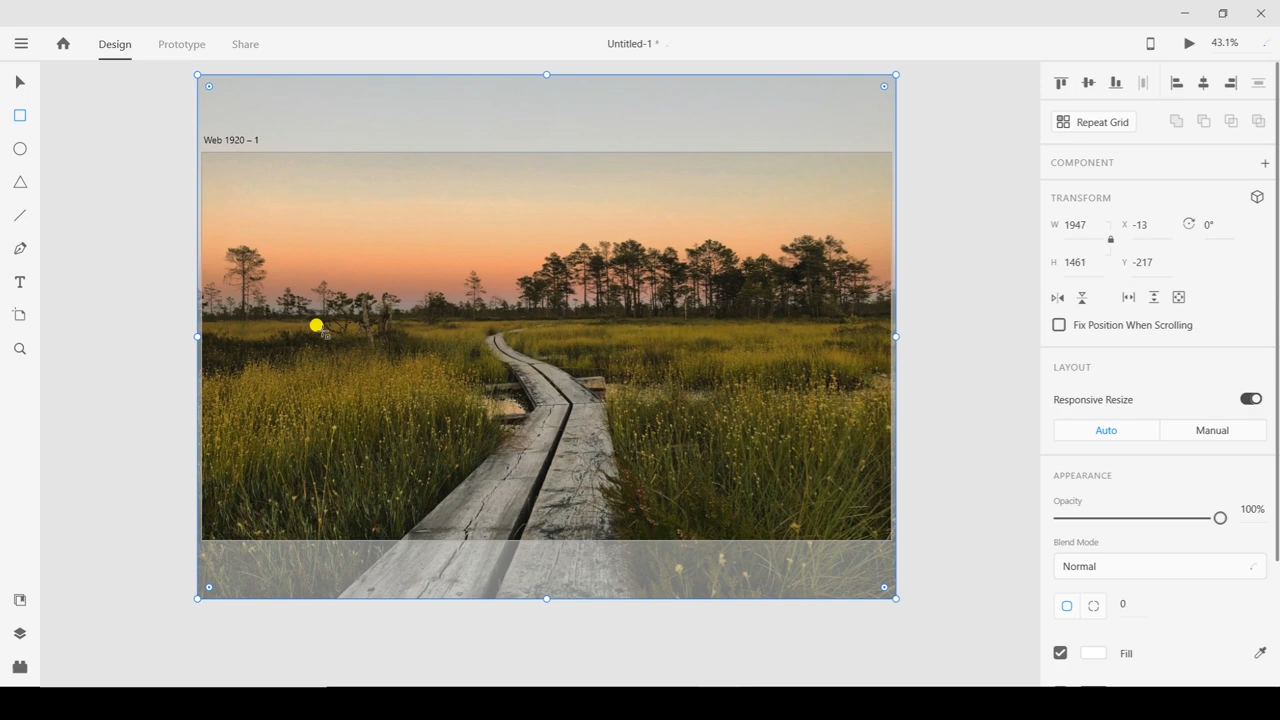 Design Prototype Share Untitled-1 * 43.1%
Web 1920 – 1
Repeat Grid
COMPONENT
TRANSFORM
W 1947 X -13 0°
H 1461 Y -217
Fix Position When Scrolling
LAYOUT
Responsive Resize
Auto Manual
APPEARANCE
Opacity
100%
Blend Mode
Normal
0
Fill